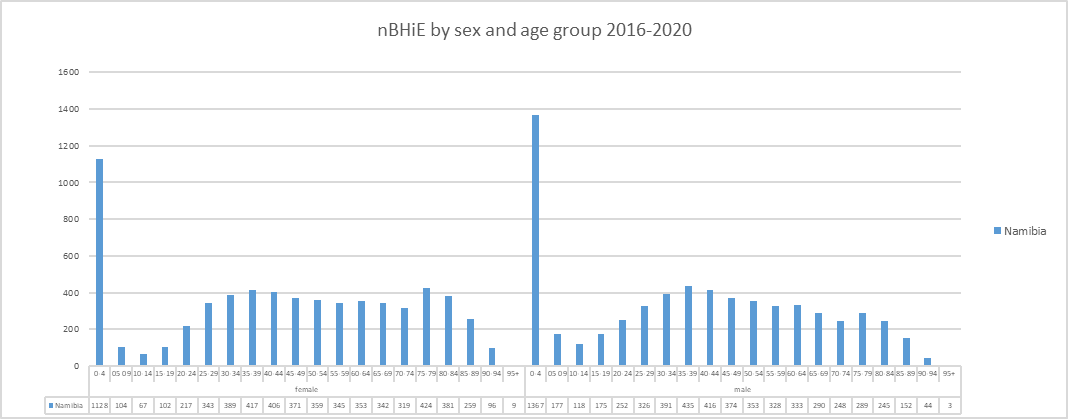 nBHiE by sex and age group 2016-2020
1600
1400
1200
1000
800
600
400
200
0
Namibia
0-4 05-09 10-14 15-19 20-24 25-29 30-34 35-39 40-44 45-49 50-54 55-59 60-64 65-69 70-74 75-79 80-84 85-89 90-94 95+ 0-4 05-09 10-14 15-19 20-24 25-29 30-34 35-39 40-44 45-49 50-54 55-59 60-64 65-69 70-74 75-79 80-84 85-89 90-94 95+
female male
Namibia 1128 104 67 102 217 343 389 417 406 371 359 345 353 342 319 424 381 259 96 9 1367 177 118 175 252 326 391 435 416 374 353 328 333 290 248 289 245 152 44 3